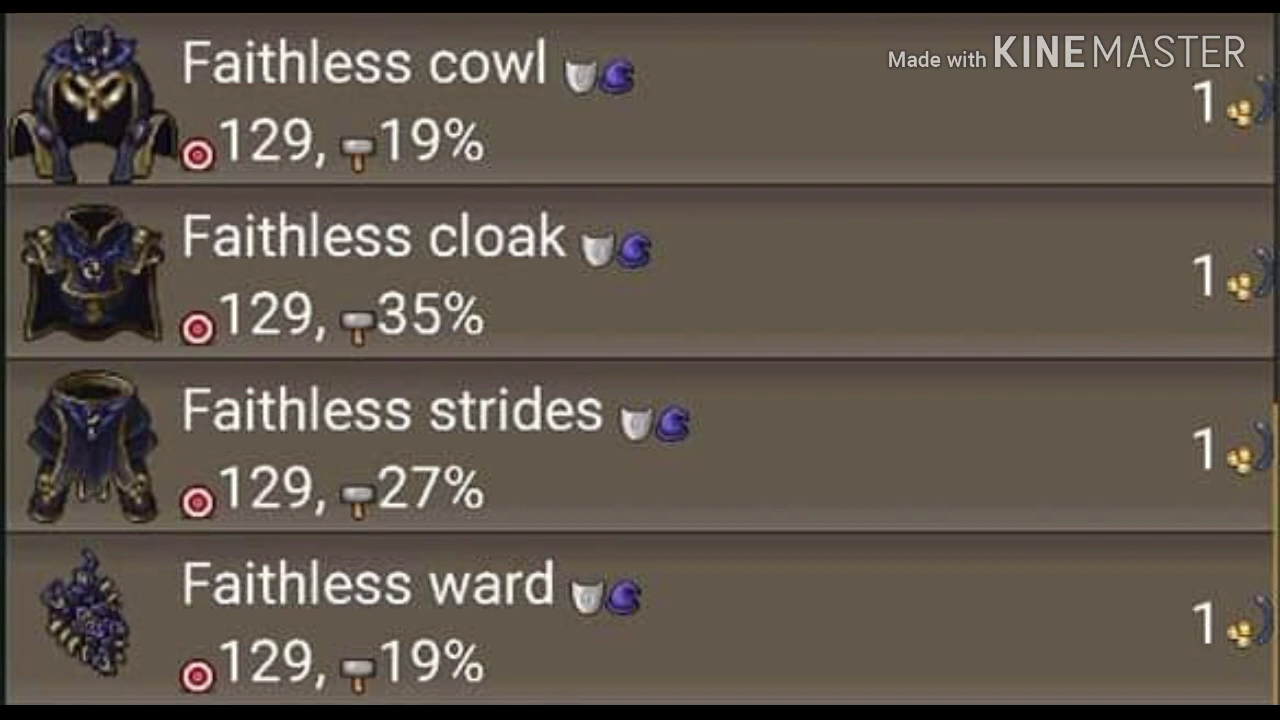 Faithless cowl
Made with KINEMASTER
129, 19%
1
Faithless cloak
129, 35%
1
Faithless strides
129, 27%
1
Faithless ward
129, 19%
1